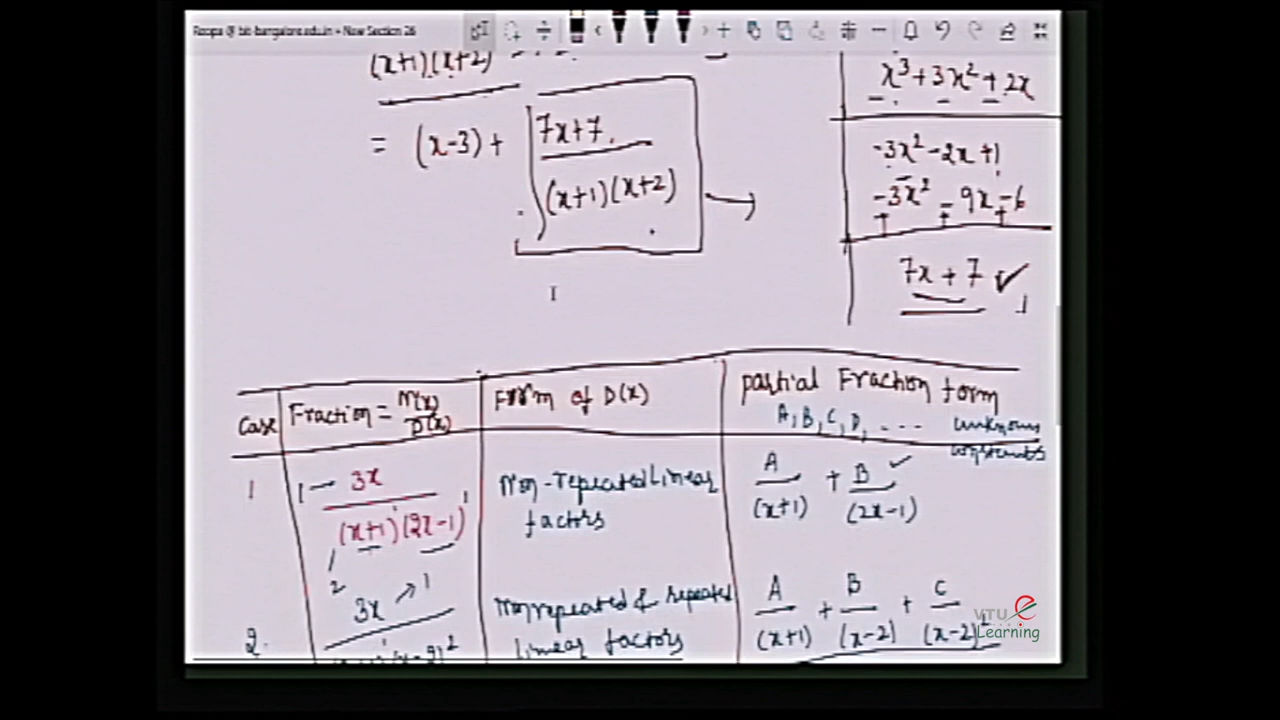 Roopa @ bit-bangalore.edu.in • New Section 26
(x+1)(x+2)
= (x-3) + 7x+7
(x+1)(x+2)
x³ + 3x² + 2x
-3x² - 2x + 1
-3x² - 9x - 6
7x + 7 ✓
Case
Fraction = N(x)
D(x)
Form of D(x)
Partial Fraction form
A, B, C, D, .... unknown
constants
1
1 — 3x
(x+1)(2x-1)
Non-repeated Linear
factors
A + B ✓
(x+1) (2x-1)
2.
3x → 1
Non repeated & repeated
linear factors
A + B + C
(x+1) (x-2) (x-2)²
VTU e
Learning